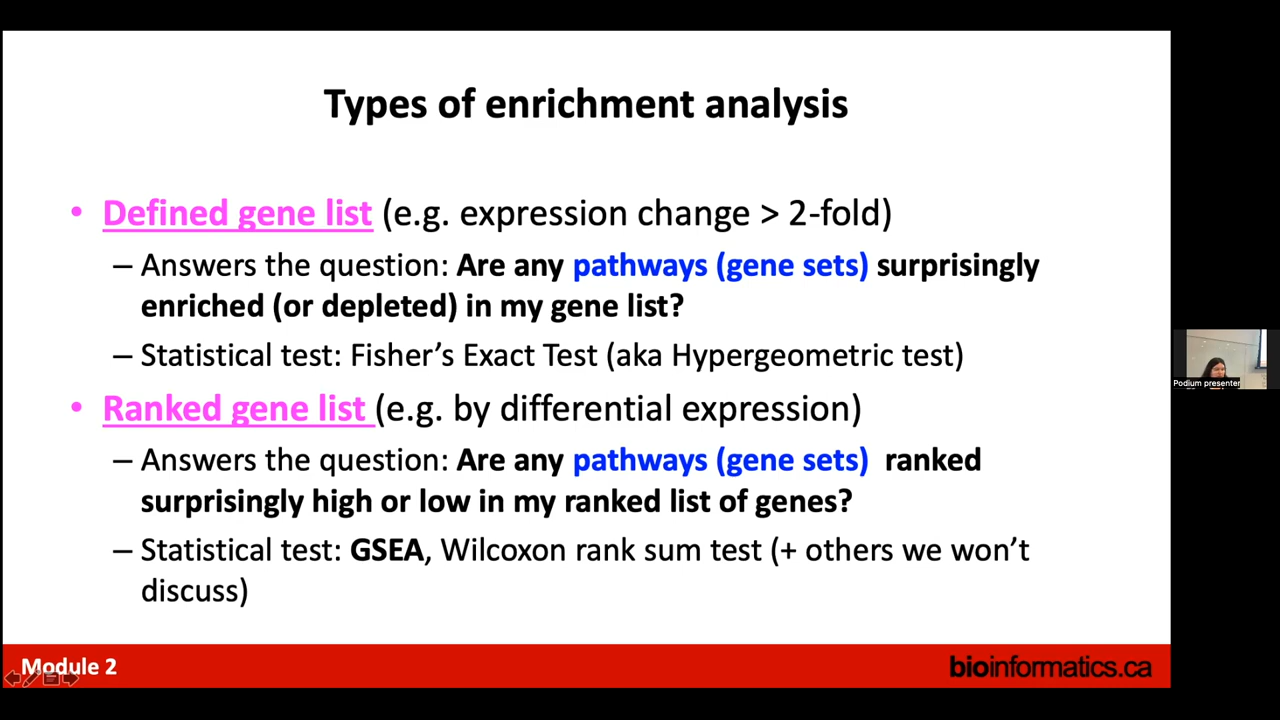 Types of enrichment analysis
• Defined gene list (e.g. expression change > 2-fold)
– Answers the question: Are any pathways (gene sets) surprisingly
enriched (or depleted) in my gene list?
– Statistical test: Fisher’s Exact Test (aka Hypergeometric test)
• Ranked gene list (e.g. by differential expression)
– Answers the question: Are any pathways (gene sets) ranked
surprisingly high or low in my ranked list of genes?
– Statistical test: GSEA, Wilcoxon rank sum test (+ others we won’t
discuss)
Podium presenter
Module 2
bioinformatics.ca